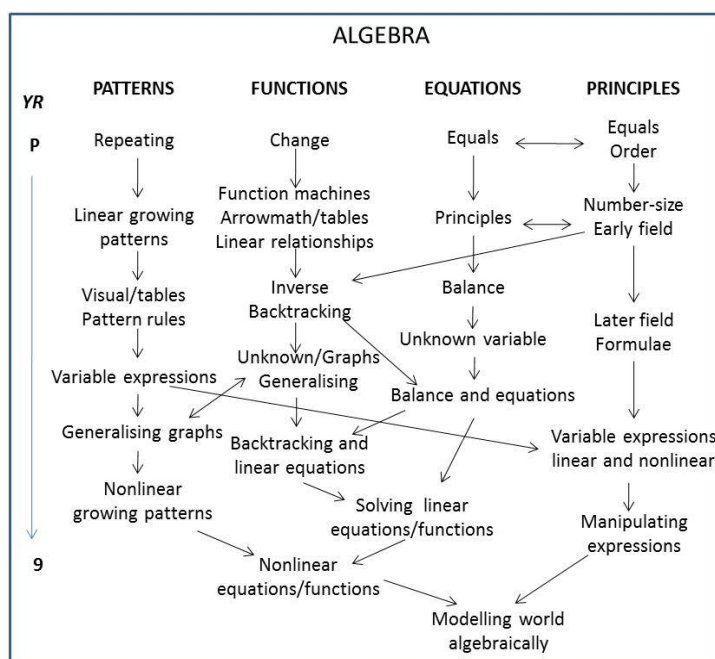 ALGEBRA
PATTERNS FUNCTIONS EQUATIONS PRINCIPLES
YR
P
Repeating
Change
Equals
Equals
Order
Linear growing
patterns
Function machines
Arrowmath/tables
Linear relationships
Principles
Number-size
Early field
Visual/tables
Pattern rules
Inverse
Backtracking
Balance
Unknown variable
Later field
Formulae
Variable expressions
Unknown/Graphs
Generalising
Balance and equations
Generalising graphs
Backtracking and
linear equations
Variable expressions
linear and nonlinear
Nonlinear
growing patterns
Solving linear
equations/functions
Manipulating
expressions
9
Nonlinear
equations/functions
Modelling world
algebraically